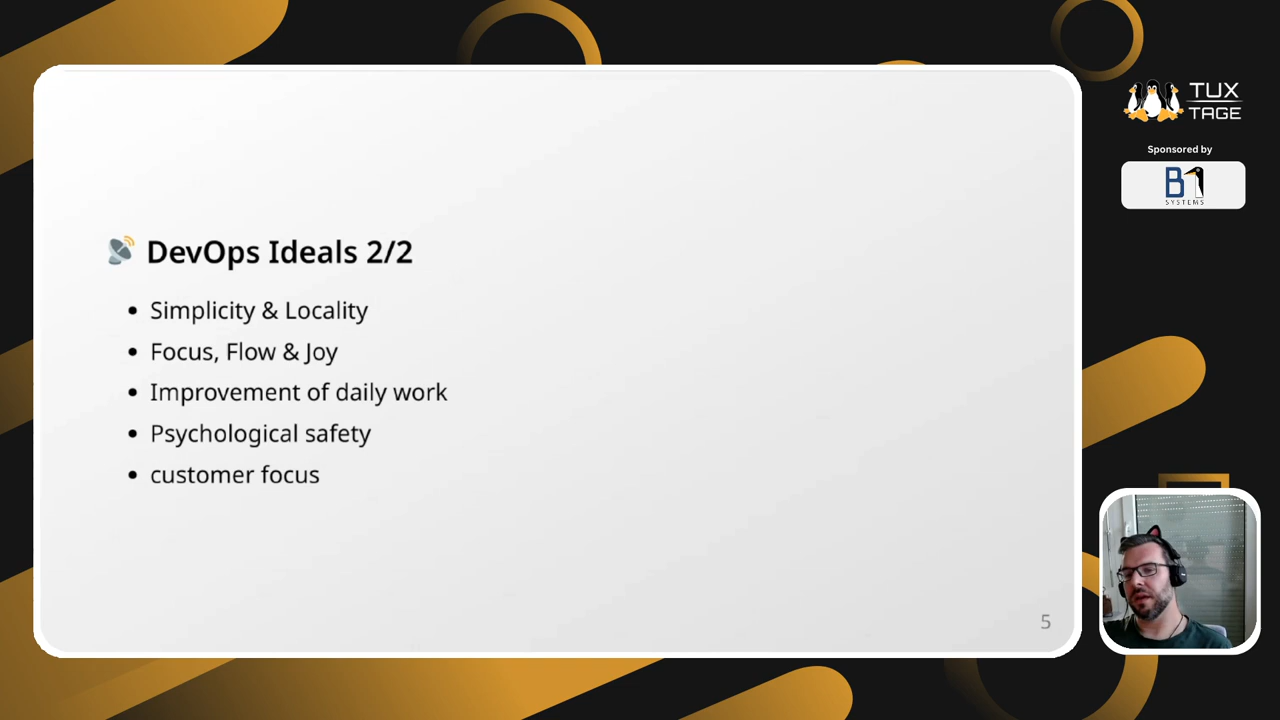 TUX
TAGE
Sponsored by
B1
SYSTEMS
DevOps Ideals 2/2
Simplicity & Locality
Focus, Flow & Joy
Improvement of daily work
Psychological safety
customer focus
5